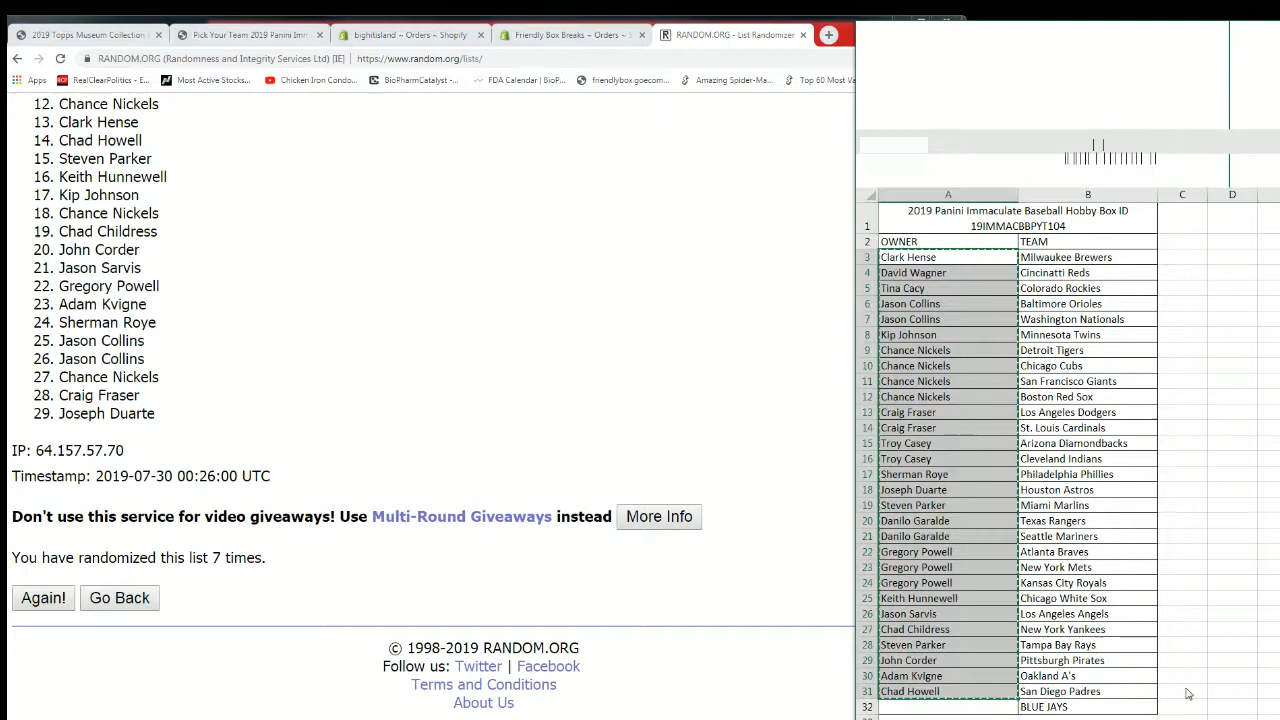 2019 Topps Museum Collection
Pick Your Team 2019 Panini Imm
bighitisland ~ Orders ~ Shopify
Friendly Box Breaks ~ Orders ~
RANDOM.ORG - List Randomizer
RANDOM.ORG (Randomness and Integrity Services Ltd) [IE] | https://www.random.org/lists/
Apps
RealClearPolitics - E...
Most Active Stocks...
Chicken Iron Condo...
BioPharmCatalyst -...
FDA Calendar | BioP...
friendlybox.goecom...
Amazing Spider-Ma...
Top 60 Most Va
12. Chance Nickels
13. Clark Hense
14. Chad Howell
15. Steven Parker
16. Keith Hunnewell
17. Kip Johnson
18. Chance Nickels
19. Chad Childress
20. John Corder
21. Jason Sarvis
22. Gregory Powell
23. Adam Kvigne
24. Sherman Roye
25. Jason Collins
26. Jason Collins
27. Chance Nickels
28. Craig Fraser
29. Joseph Duarte
IP: 64.157.57.70
Timestamp: 2019-07-30 00:26:00 UTC
Don't use this service for video giveaways! Use Multi-Round Giveaways instead More Info
You have randomized this list 7 times.
Again! Go Back
© 1998-2019 RANDOM.ORG
Follow us: Twitter | Facebook
Terms and Conditions
About Us
A B C D
2019 Panini Immaculate Baseball Hobby Box ID
1 19IMMACBBPYT104
2 OWNER TEAM
3 Clark Hense Milwaukee Brewers
4 David Wagner Cincinatti Reds
5 Tina Cacy Colorado Rockies
6 Jason Collins Baltimore Orioles
7 Jason Collins Washington Nationals
8 Kip Johnson Minnesota Twins
9 Chance Nickels Detroit Tigers
10 Chance Nickels Chicago Cubs
11 Chance Nickels San Francisco Giants
12 Chance Nickels Boston Red Sox
13 Craig Fraser Los Angeles Dodgers
14 Craig Fraser St. Louis Cardinals
15 Troy Casey Arizona Diamondbacks
16 Troy Casey Cleveland Indians
17 Sherman Roye Philadelphia Phillies
18 Joseph Duarte Houston Astros
19 Steven Parker Miami Marlins
20 Danilo Garalde Texas Rangers
21 Danilo Garalde Seattle Mariners
22 Gregory Powell Atlanta Braves
23 Gregory Powell New York Mets
24 Gregory Powell Kansas City Royals
25 Keith Hunnewell Chicago White Sox
26 Jason Sarvis Los Angeles Angels
27 Chad Childress New York Yankees
28 Steven Parker Tampa Bay Rays
29 John Corder Pittsburgh Pirates
30 Adam Kvigne Oakland A's
31 Chad Howell San Diego Padres
32 BLUE JAYS